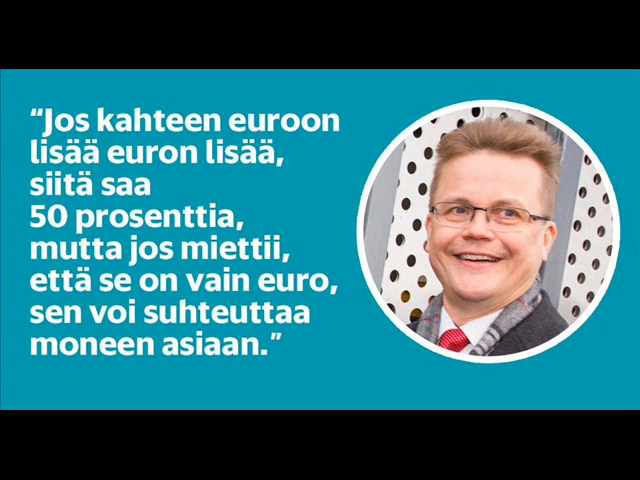 “Jos kahteen euroon
lisää euron lisää,
siitä saa
50 prosenttia,
mutta jos miettii,
että se on vain euro,
sen voi suhteuttaa
moneen asiaan.”